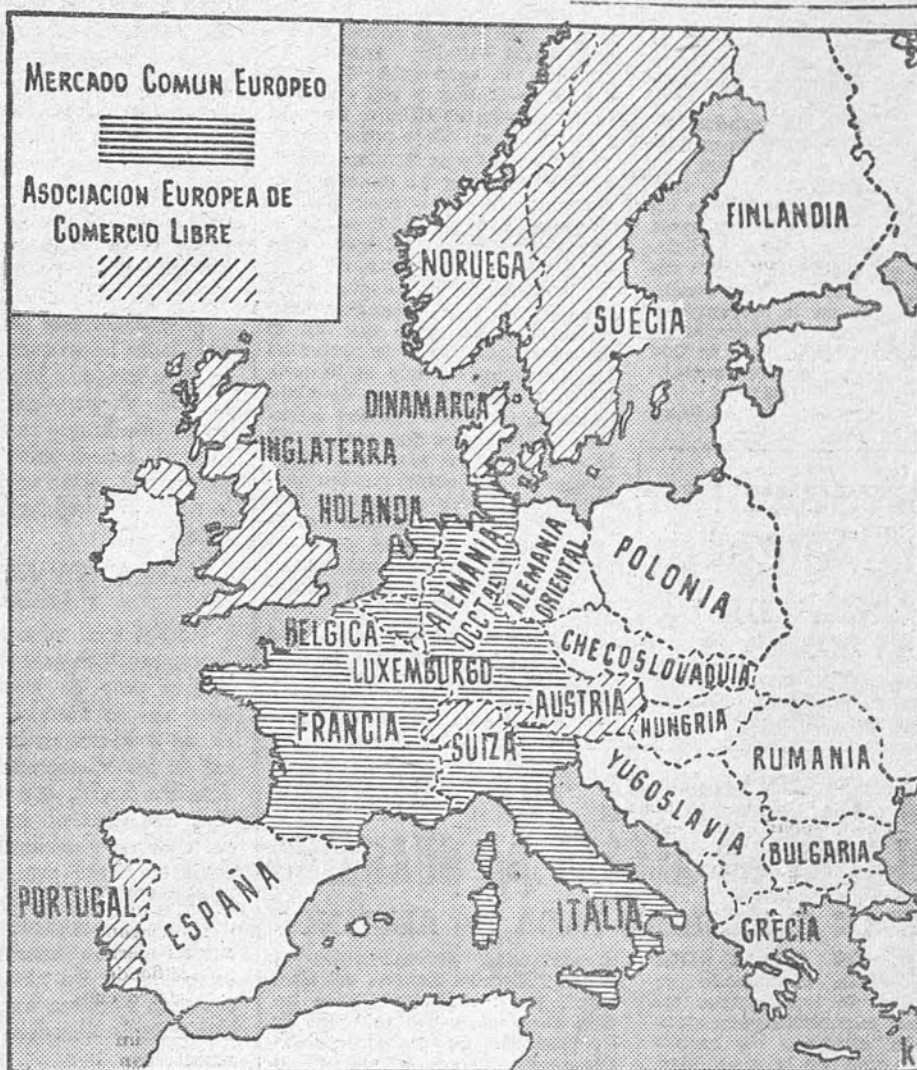 MERCADO COMUN EUROPEO
ASOCIACION EUROPEA DE
COMERCIO LIBRE
FINLANDIA
NORUEGA
SUECIA
DINAMARCA
INGLATERRA
HOLANDA
ALEMANIA
OCCTAL
ALEMANIA
ORIENTAL
POLONIA
BELGICA
CHECOSLOVAQUIA
LUXEMBURGO
AUSTRIA
HUNGRIA
FRANCIA
SUIZA
RUMANIA
YUGOSLAVIA
BULGARIA
PORTUGAL
ESPAÑA
ITALIA
GRECIA
k